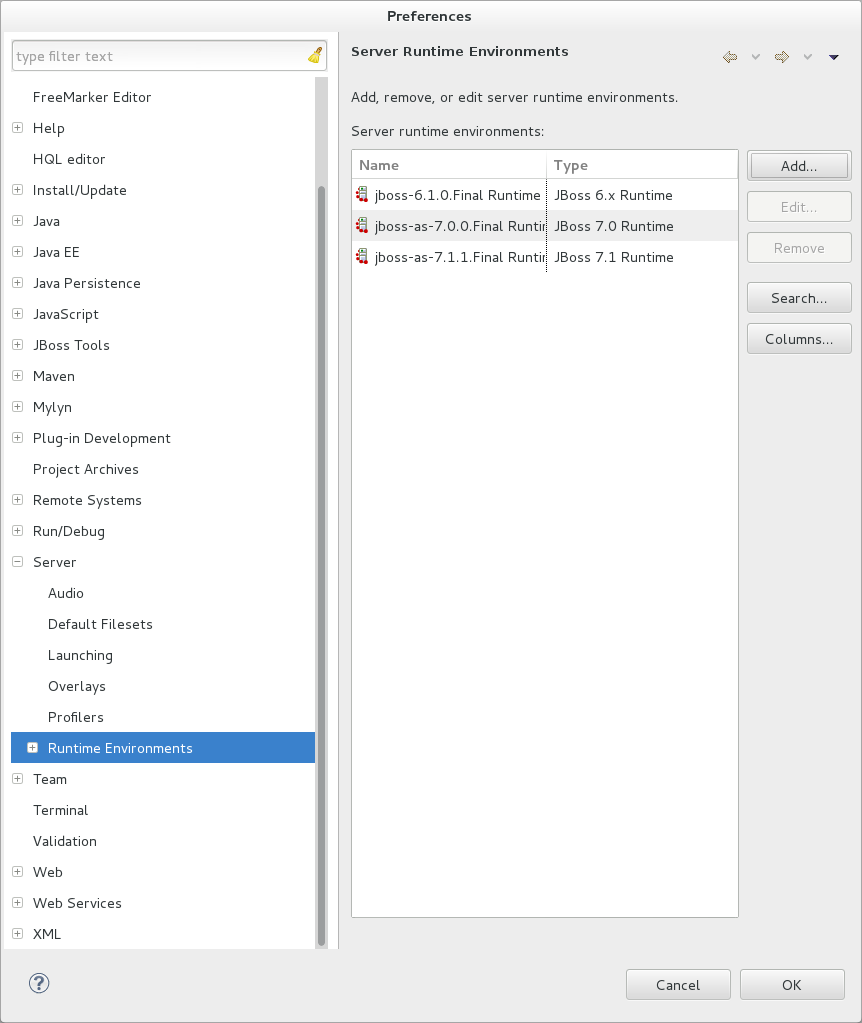 Preferences
type filter text
FreeMarker Editor
Help
HQL editor
Install/Update
Java
Java EE
Java Persistence
JavaScript
JBoss Tools
Maven
Mylyn
Plug-in Development
Project Archives
Remote Systems
Run/Debug
Server
Audio
Default Filesets
Launching
Overlays
Profilers
Runtime Environments
Team
Terminal
Validation
Web
Web Services
XML
Server Runtime Environments
Add, remove, or edit server runtime environments.
Server runtime environments:
Name Type
jboss-6.1.0.Final Runtime JBoss 6.x Runtime
jboss-as-7.0.0.Final Runtin JBoss 7.0 Runtime
jboss-as-7.1.1.Final Runtin JBoss 7.1 Runtime
Add...
Edit...
Remove
Search...
Columns...
?
Cancel OK